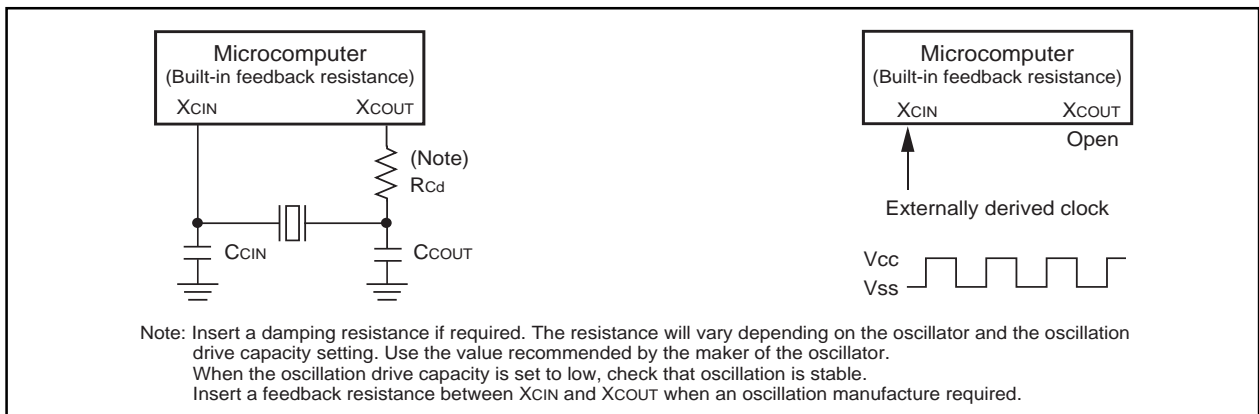 Microcomputer
(Built-in feedback resistance)
XCIN XCOUT
(Note)
RCd
CCIN CCOUT
Microcomputer
(Built-in feedback resistance)
XCIN XCOUT
Open
Externally derived clock
Vcc
Vss
Note: Insert a damping resistance if required. The resistance will vary depending on the oscillator and the oscillation
drive capacity setting. Use the value recommended by the maker of the oscillator.
When the oscillation drive capacity is set to low, check that oscillation is stable.
Insert a feedback resistance between XCIN and XCOUT when an oscillation manufacture required.